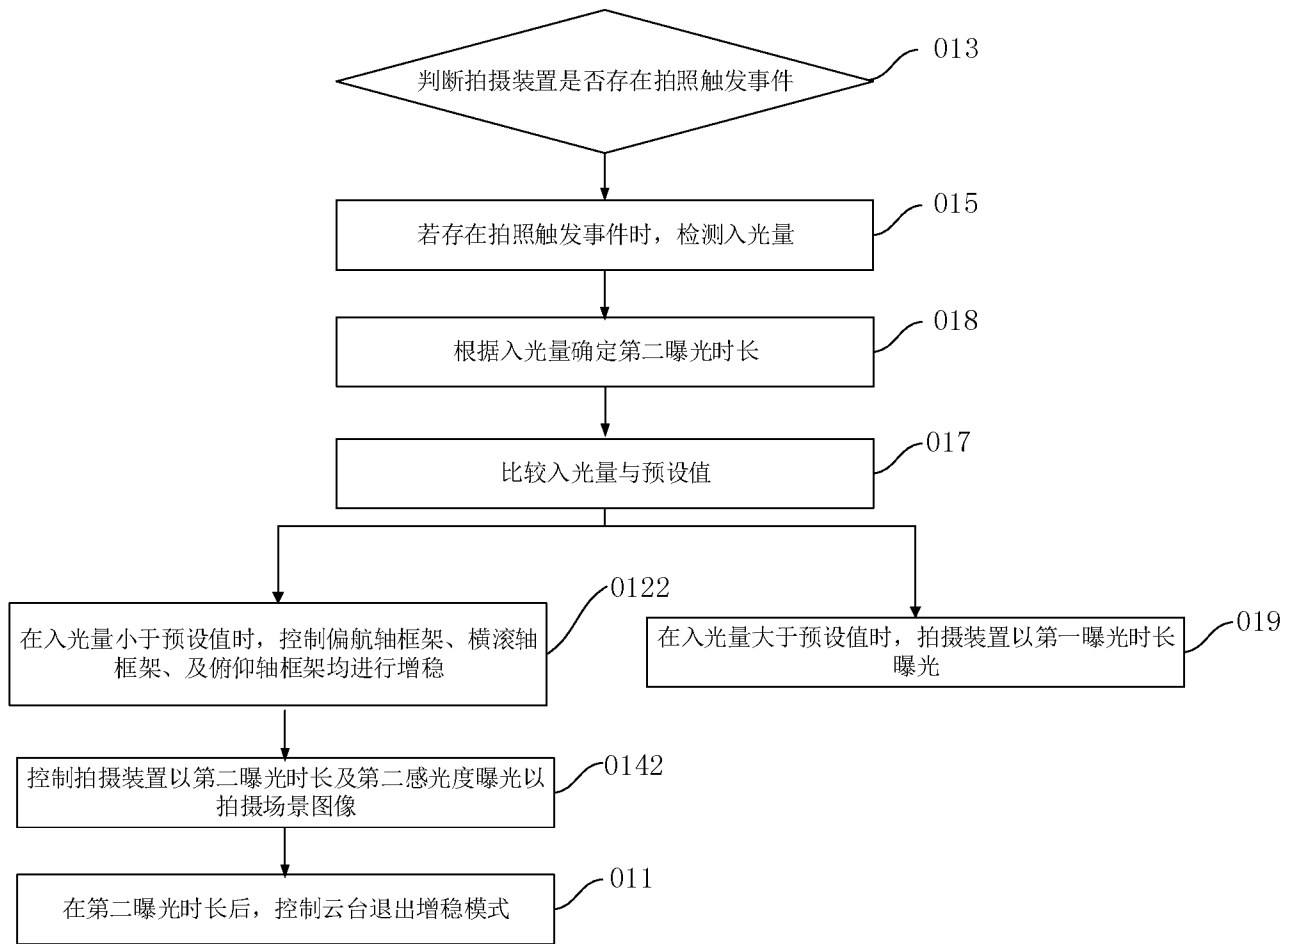 判断拍摄装置是否存在拍照触发事件
013
若存在拍照触发事件时，检测入光量
015
根据入光量确定第二曝光时长
018
比较入光量与预设值
017
在入光量小于预设值时，控制偏航轴框架、横滚轴
框架、及俯仰轴框架均进行增稳
0122
在入光量大于预设值时，拍摄装置以第一曝光时长
曝光
019
控制拍摄装置以第二曝光时长及第二感光度曝光以
拍摄场景图像
0142
在第二曝光时长后，控制云台退出增稳模式
011